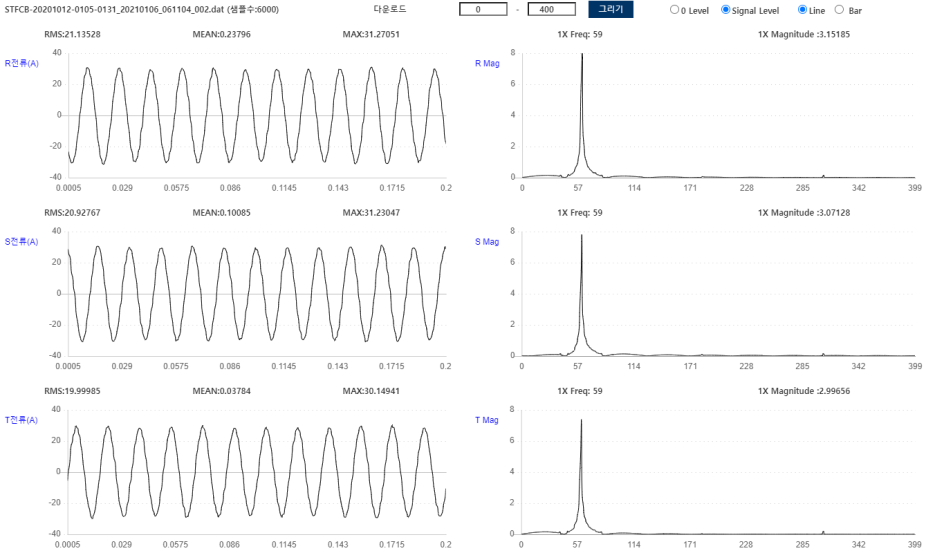 STFCB-20201012-0105-0131_20210106_061104_002.dat (샘플수:6000) 다운로드 0 - 400 그리기 0 Level Signal Level Line Bar
RMS:21.13528 MEAN:0.23796 MAX:31.27051 1X Freq: 59 1X Magnitude :3.15185
R전류(A)
40
20
0
-20
-40
0.0005 0.029 0.0575 0.086 0.1145 0.143 0.1715 0.2
R Mag
8
6
4
2
0
0 57 114 171 228 285 342 399
RMS:20.92767 MEAN:0.10085 MAX:31.23047 1X Freq: 59 1X Magnitude :3.07128
S전류(A)
40
20
0
-20
-40
0.0005 0.029 0.0575 0.086 0.1145 0.143 0.1715 0.2
S Mag
8
6
4
2
0
0 57 114 171 228 285 342 399
RMS:19.99985 MEAN:0.03784 MAX:30.14941 1X Freq: 59 1X Magnitude :2.99656
T전류(A)
40
20
0
-20
-40
0.0005 0.029 0.0575 0.086 0.1145 0.143 0.1715 0.2
T Mag
8
6
4
2
0
0 57 114 171 228 285 342 399